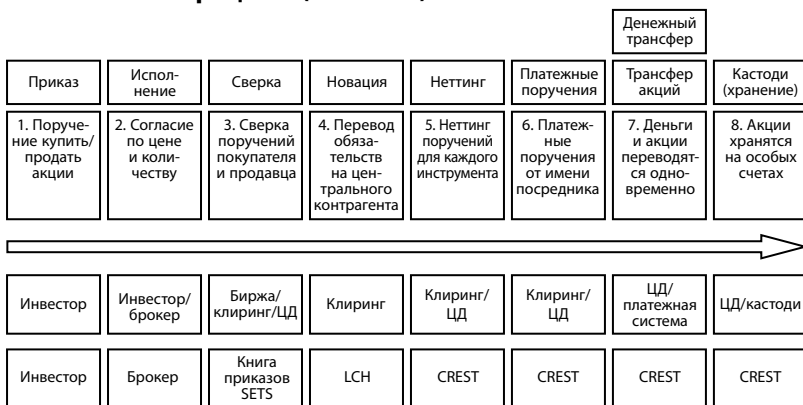 Денежный
трансфер
Приказ
Испол-
нение
Сверка
Новация
Неттинг
Платежные
поручения
Трансфер
акций
Кастоди
(хранение)
1. Поруче-
ние купить/
продать
акции
2. Согласие
по цене
и коли-
честву
3. Сверка
поручений
покупателя
и продавца
4. Перевод
обяза-
тельств
на цен-
трального
контрагента
5. Неттинг
поручений
для каждого
инструмента
6. Платеж-
ные
поручения
от имени
посредника
7. Деньги
и акции
переводят-
ся одно-
временно
8. Акции
хранятся
на особых
счетах
Инвестор
Инвестор/
брокер
Биржа/
клиринг/ЦД
Клиринг
Клиринг/
ЦД
Клиринг/
ЦД
ЦД/
платежная
система
ЦД/кастоди
Инвестор
Брокер
Книга
приказов
SETS
LCH
CREST
CREST
CREST
CREST